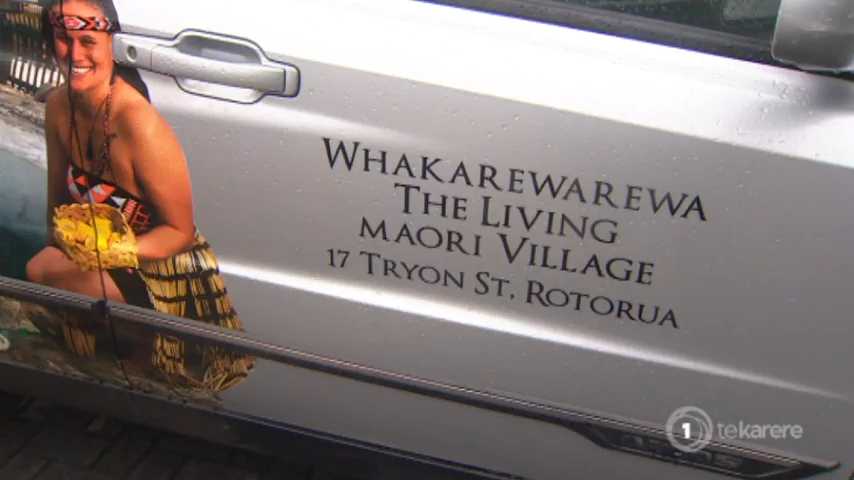 WHAKAREWAREWA
THE LIVING
MAORI VILLAGE
17 TRYON ST, ROTORUA
1 tekarere